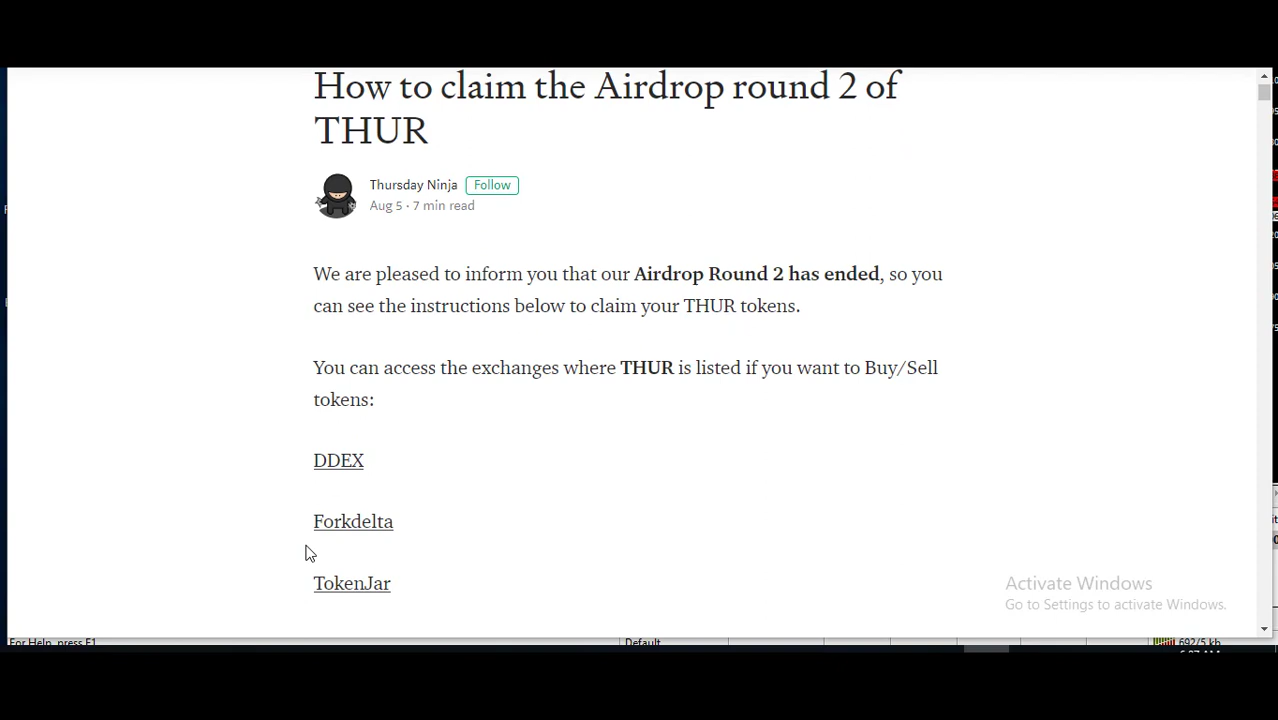 How to claim the Airdrop round 2 of
THUR
Thursday Ninja Follow
Aug 5 · 7 min read
We are pleased to inform you that our Airdrop Round 2 has ended, so you
can see the instructions below to claim your THUR tokens.
You can access the exchanges where THUR is listed if you want to Buy/Sell
tokens:
DDEX
Forkdelta
TokenJar
Activate Windows
Go to Settings to activate Windows.
For Help, press F1
Default
692/5 kb